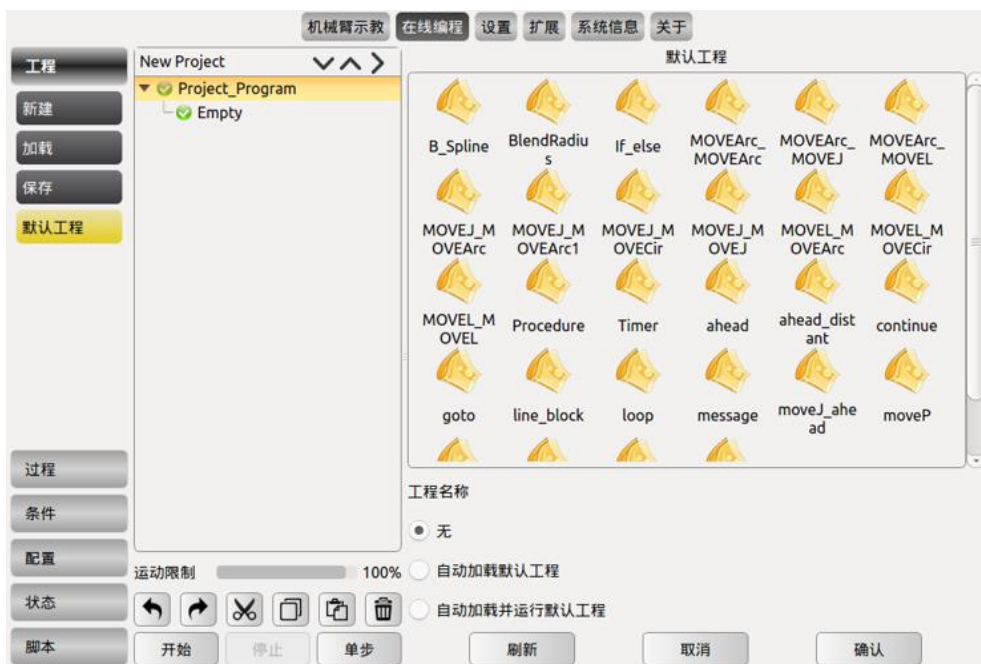 机械臂示教 在线编程 设置 扩展 系统信息 关于
工程
新建
加载
保存
默认工程
过程
条件
配置
状态
脚本
New Project
Project_Program
Empty
运动限制 100%
开始 停止 单步
默认工程
B_Spline BlendRadiu If_else MOVEArc_ MOVEArc_ MOVEArc_
s MOVEArc MOVEJ MOVEL
MOVEJ_M MOVEJ_M MOVEJ_M MOVEJ_M MOVEL_M MOVEL_M
OVEArc OVEArc1 OVECir OVEJ OVEArc OVECir
MOVEL_M Procedure Timer ahead ahead_dist continue
OVEL ant
goto line_block loop message moveJ_ahe moveP
ad
工程名称
无
自动加载默认工程
自动加载并运行默认工程
刷新 取消 确认